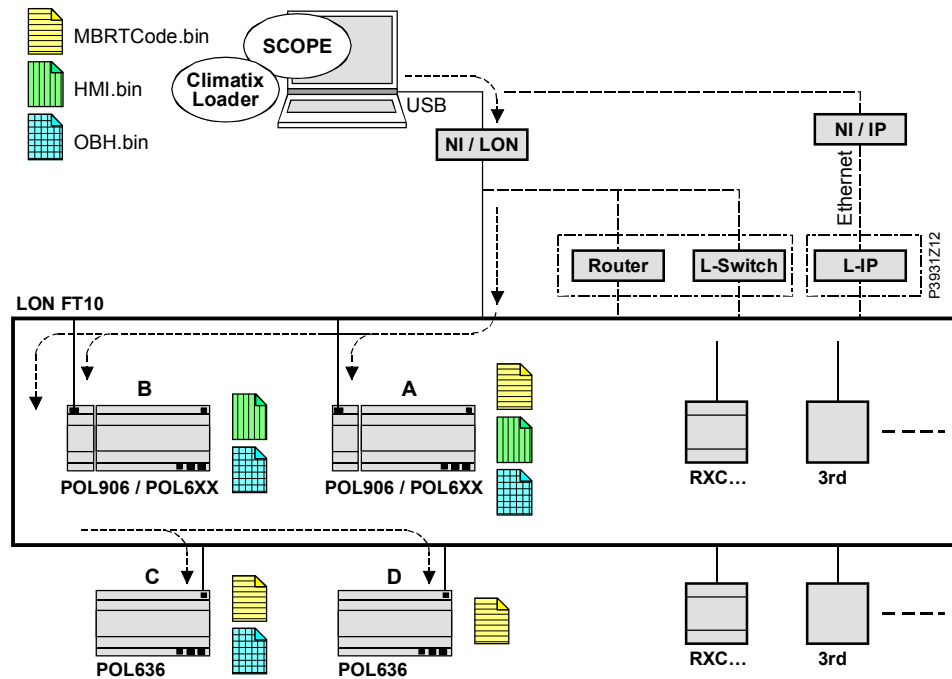 MBRTCode.bin
HMI.bin
OBH.bin
SCOPE
Climatix
Loader
USB
NI / LON
NI / IP
Ethernet
Router
L-Switch
L-IP
P3931Z12
LON FT10
B
A
POL906 / POL6XX
POL906 / POL6XX
RXC…
3rd
C
D
POL636
POL636
RXC…
3rd